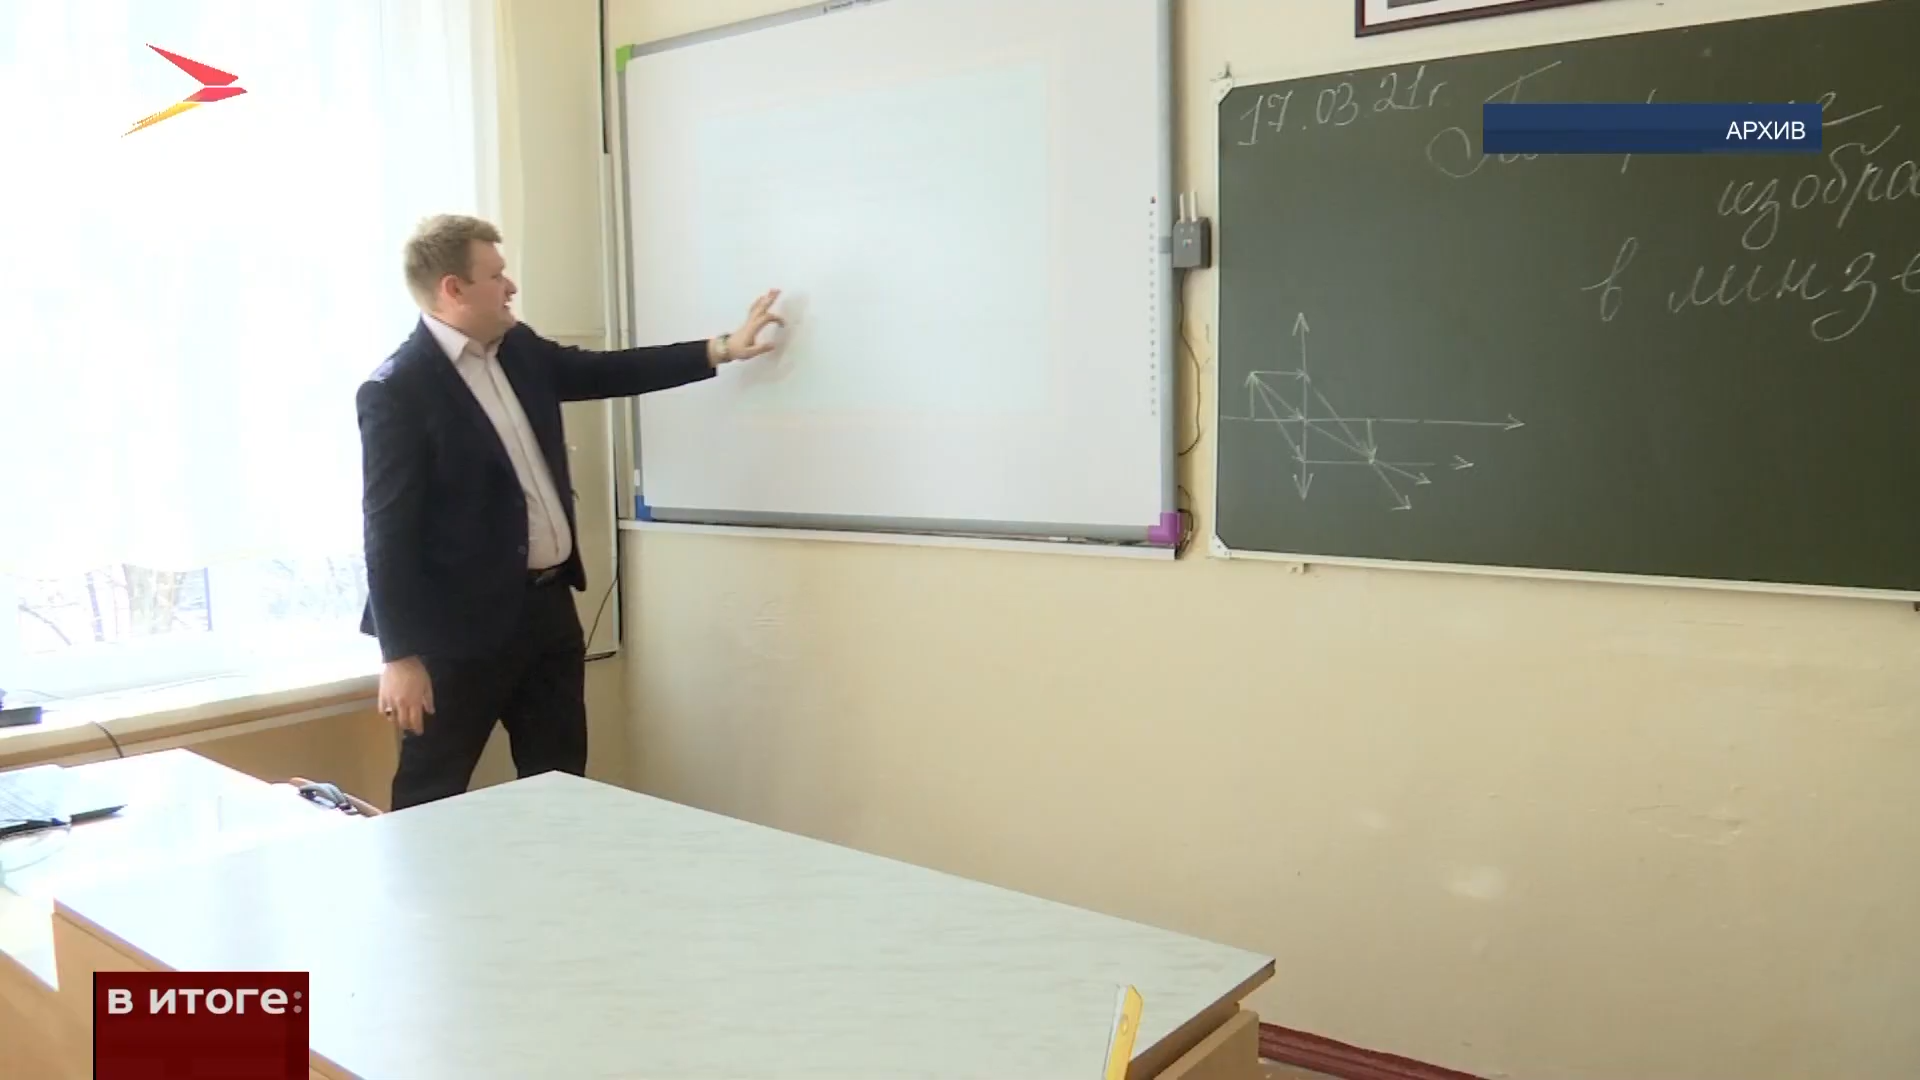 17.03.21г.
АРХИВ
изобра
в линзе
в итоге: